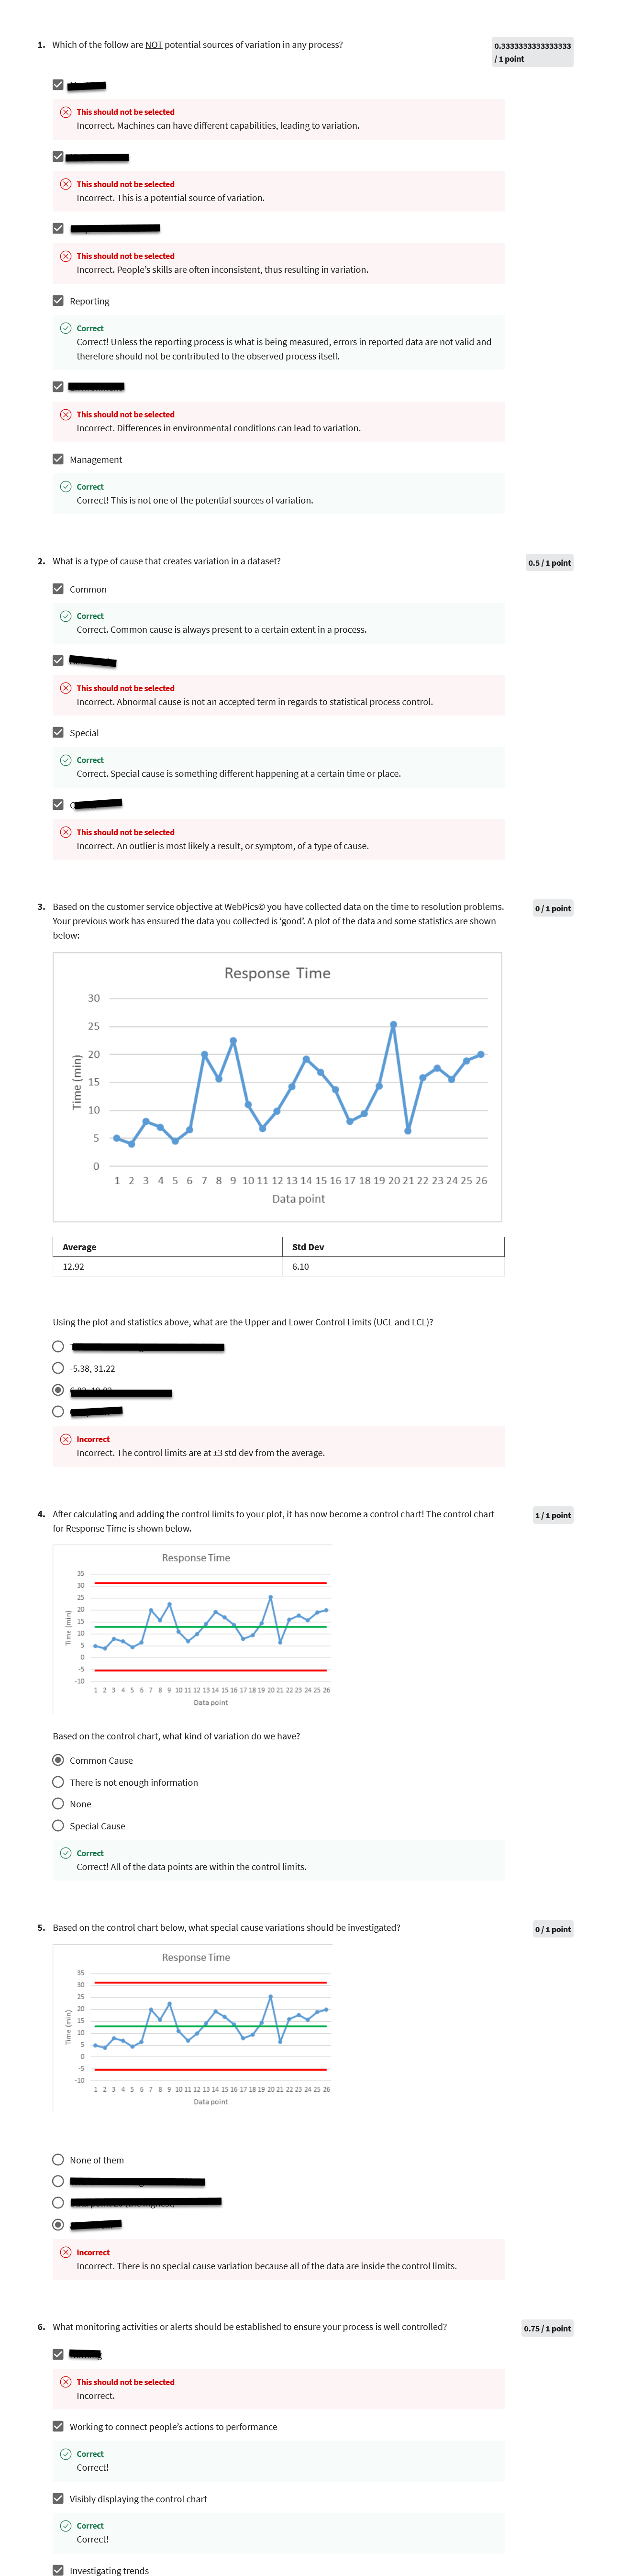 1. Which of the follow are NOT potential sources of variation in any process?
0.3333333333333333
/ 1 point
This should not be selected
Incorrect. Machines can have different capabilities, leading to variation.
This should not be selected
Incorrect. This is a potential source of variation.
This should not be selected
Incorrect. People's skills are often inconsistent, thus resulting in variation.
Reporting
Correct
Correct! Unless the reporting process is what is being measured, errors in reported data are not valid and
therefore should not be contributed to the observed process itself.
This should not be selected
Incorrect. Differences in environmental conditions can lead to variation.
Management
Correct
Correct! This is not one of the potential sources of variation.
2. What is a type of cause that creates variation in a dataset?
0.5 / 1 point
Common
Correct
Correct. Common cause is always present to a certain extent in a process.
This should not be selected
Incorrect. Abnormal cause is not an accepted term in regards to statistical process control.
Special
Correct
Correct. Special cause is something different happening at a certain time or place.
This should not be selected
Incorrect. An outlier is most likely a result, or symptom, of a type of cause.
3. Based on the customer service objective at WebPics© you have collected data on the time to resolution problems.
Your previous work has ensured the data you collected is 'good'. A plot of the data and some statistics are shown
below:
0 / 1 point
Response Time
30
25
20
15
10
5
0
Time (min)
1 2 3 4 5 6 7 8 9 10 11 12 13 14 15 16 17 18 19 20 21 22 23 24 25 26
Data point
Average Std Dev
12.92 6.10
Using the plot and statistics above, what are the Upper and Lower Control Limits (UCL and LCL)?
-5.38, 31.22
Incorrect
Incorrect. The control limits are at ±3 std dev from the average.
4. After calculating and adding the control limits to your plot, it has now become a control chart! The control chart
for Response Time is shown below.
1 / 1 point
Response Time
35
30
25
20
15
10
5
0
-5
-10
Time (min)
1 2 3 4 5 6 7 8 9 10 11 12 13 14 15 16 17 18 19 20 21 22 23 24 25 26
Data point
Based on the control chart, what kind of variation do we have?
Common Cause
There is not enough information
None
Special Cause
Correct
Correct! All of the data points are within the control limits.
5. Based on the control chart below, what special cause variations should be investigated?
0 / 1 point
Response Time
35
30
25
20
15
10
5
0
-5
-10
Time (min)
1 2 3 4 5 6 7 8 9 10 11 12 13 14 15 16 17 18 19 20 21 22 23 24 25 26
Data point
None of them
Incorrect
Incorrect. There is no special cause variation because all of the data are inside the control limits.
6. What monitoring activities or alerts should be established to ensure your process is well controlled?
0.75 / 1 point
This should not be selected
Incorrect.
Working to connect people's actions to performance
Correct
Correct!
Visibly displaying the control chart
Correct
Correct!
Investigating trends